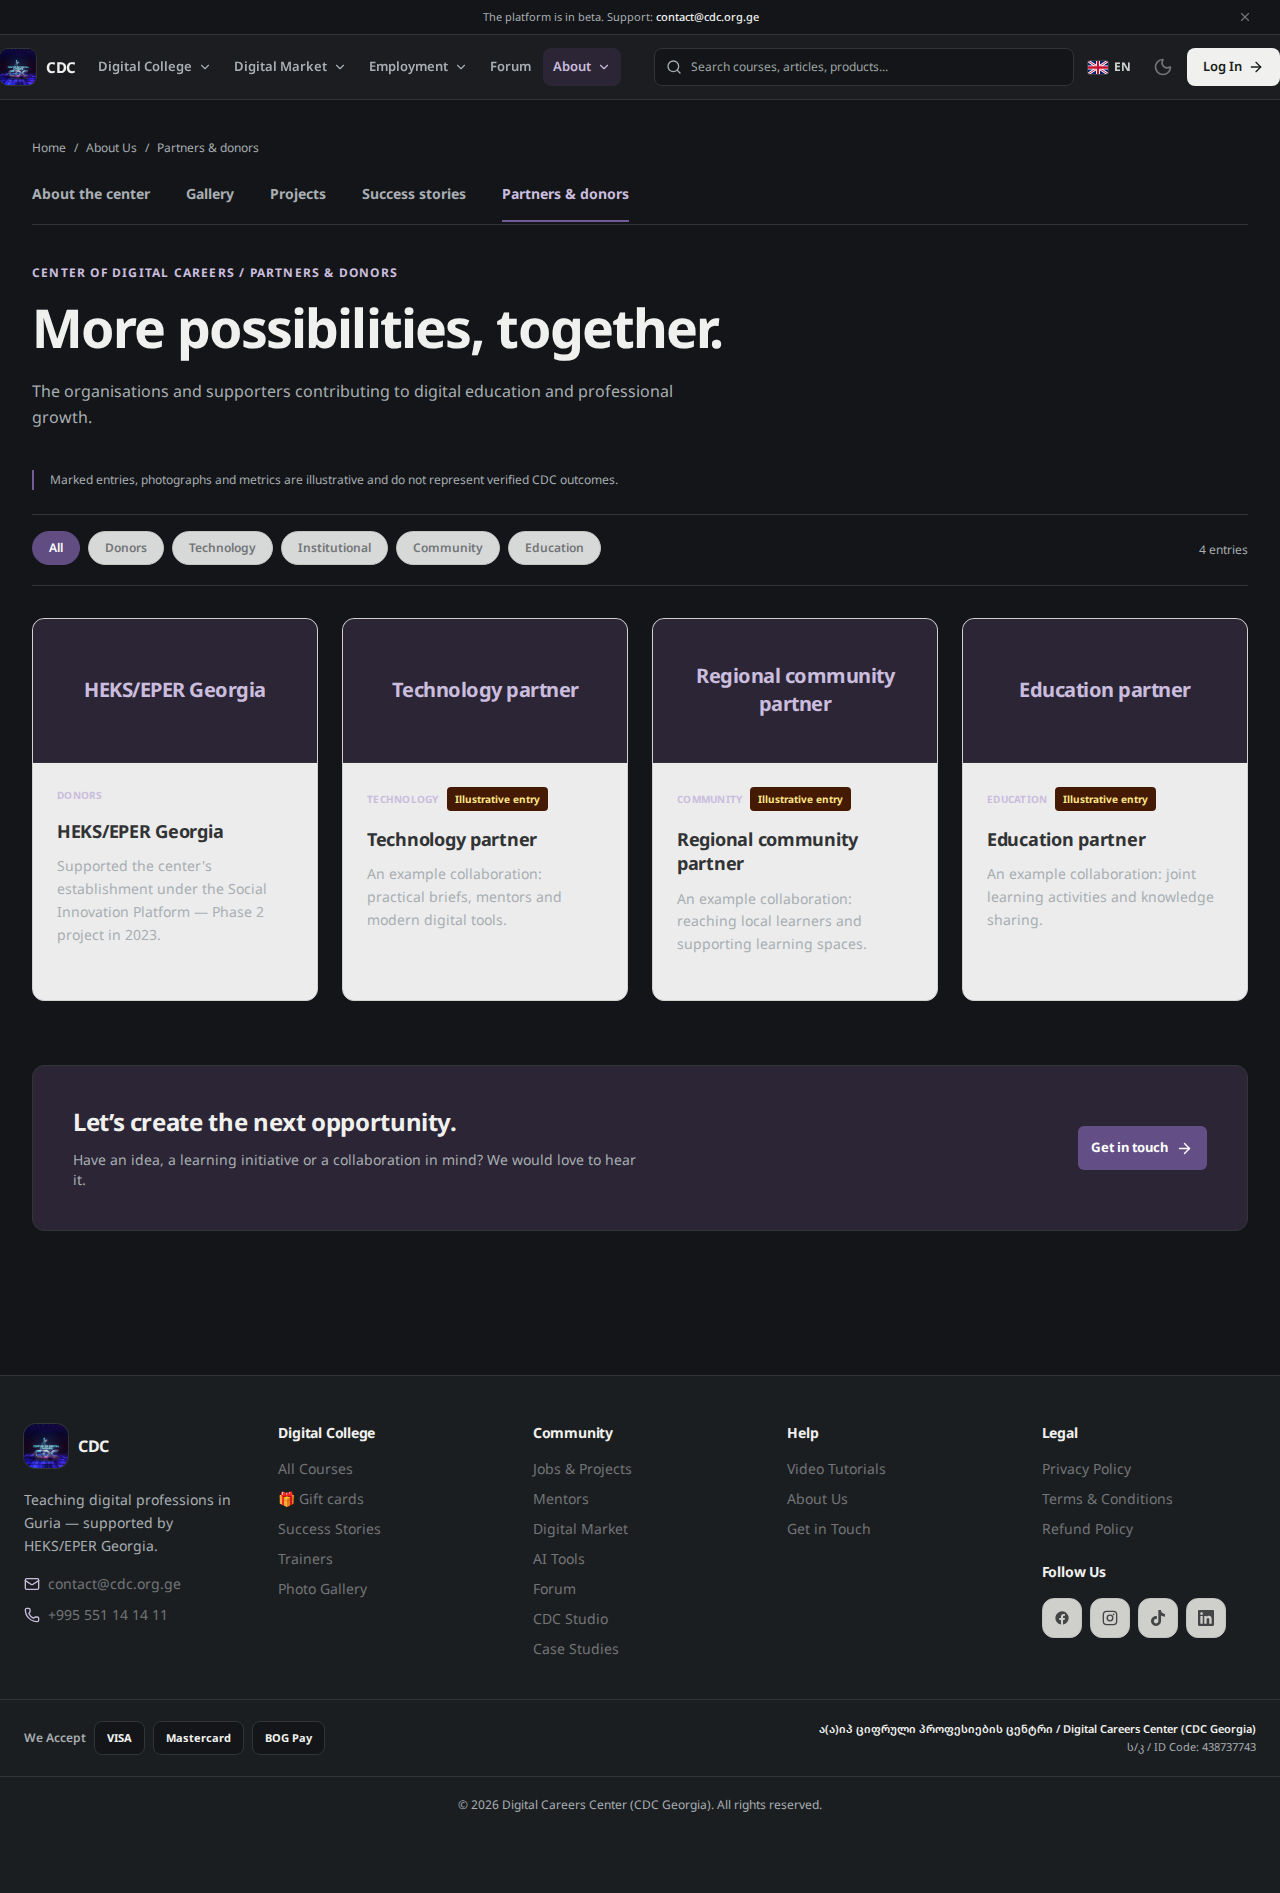 The platform is in beta. Support: contact@cdc.org.ge
CDC
Digital College
Digital Market
Employment
Forum
About
Search courses, articles, products...
EN
Log In
Home / About Us / Partners & donors
About the center
Gallery
Projects
Success stories
Partners & donors
CENTER OF DIGITAL CAREERS / PARTNERS & DONORS
More possibilities, together.
The organisations and supporters contributing to digital education and professional
growth.
Marked entries, photographs and metrics are illustrative and do not represent verified CDC outcomes.
All
Donors
Technology
Institutional
Community
Education
4 entries
HEKS/EPER Georgia
DONORS
HEKS/EPER Georgia
Supported the center's
establishment under the Social
Innovation Platform — Phase 2
project in 2023.
Technology partner
TECHNOLOGY
Illustrative entry
Technology partner
An example collaboration:
practical briefs, mentors and
modern digital tools.
Regional community
partner
COMMUNITY
Illustrative entry
Regional community
partner
An example collaboration:
reaching local learners and
supporting learning spaces.
Education partner
EDUCATION
Illustrative entry
Education partner
An example collaboration: joint
learning activities and knowledge
sharing.
Let’s create the next opportunity.
Have an idea, a learning initiative or a collaboration in mind? We would love to hear
it.
Get in touch
CDC
Teaching digital professions in
Guria — supported by
HEKS/EPER Georgia.
contact@cdc.org.ge
+995 551 14 14 11
Digital College
All Courses
🎁 Gift cards
Success Stories
Trainers
Photo Gallery
Community
Jobs & Projects
Mentors
Digital Market
AI Tools
Forum
CDC Studio
Case Studies
Help
Video Tutorials
About Us
Get in Touch
Legal
Privacy Policy
Terms & Conditions
Refund Policy
Follow Us
We Accept
VISA
Mastercard
BOG Pay
ა(ა)იპ ციფრული პროფესიების ცენტრი / Digital Careers Center (CDC Georgia)
ს/კ / ID Code: 438737743
© 2026 Digital Careers Center (CDC Georgia). All rights reserved.